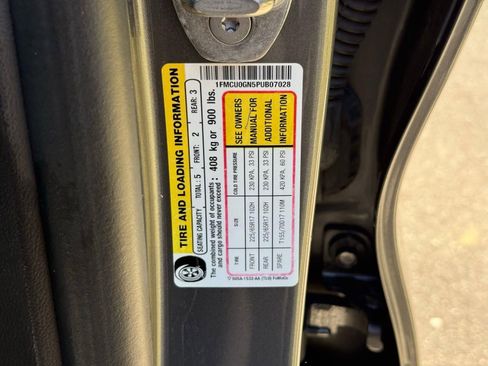 TIRE AND LOADING INFORMATION
SEATING CAPACITY TOTAL: 5 FRONT: 2 REAR: 3
The combined weight of occupants : 408 kg or 900 lbs.
and cargo should never exceed :
1FMCU0GN5PUB07028
TIRE SIZE COLD TIRE PRESSURE SEE OWNERS
FRONT 225/65R17 102H 230 KPA, 33 PSI MANUAL FOR
REAR 225/65R17 102H 230 KPA, 33 PSI ADDITIONAL
SPARE T155/70D17 110M 420 KPA, 60 PSI INFORMATION